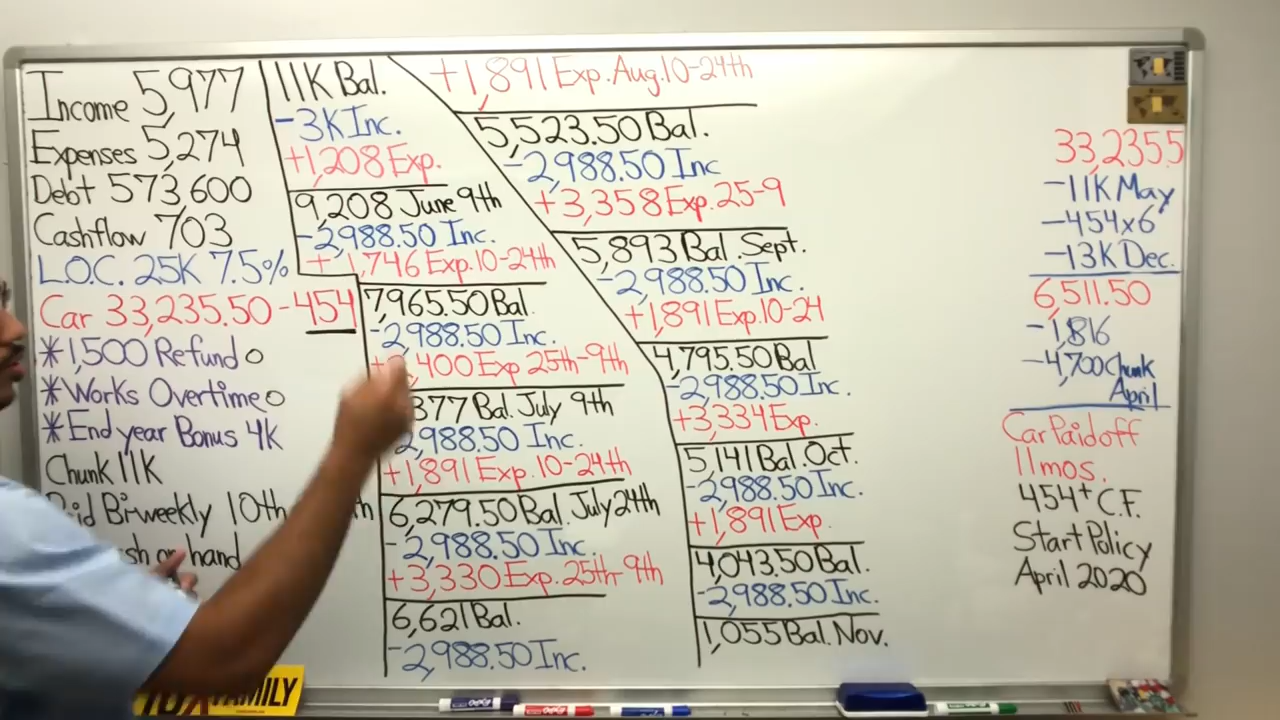 Income 5,977
Expenses 5,274
Debt 573,600
Cashflow 703
L.O.C. 25K 7.5%
Car 33,235.50 - 454
*1,500 Refund
*Works Overtime
*End year Bonus 4K
Chunk 11K
Bi-weekly 10th
hand
11K Bal.
-3K Inc.
+1,208 Exp.
9,208 June 9th
-2,988.50 Inc.
+1,746 Exp. 10-24th
7,965.50 Bal.
-2,988.50 Inc.
400 Exp 25th-9th
377 Bal. July 9th
2,988.50 Inc.
+1,891 Exp. 10-24th
6,279.50 Bal. July 24th
-2,988.50 Inc.
+3,330 Exp. 25th-9th
6,621 Bal.
-2,988.50 Inc.
+1,891 Exp. Aug. 10-24th
5,523.50 Bal.
-2,988.50 Inc
+3,358 Exp. 25-9
5,893 Bal. Sept.
-2,988.50 Inc.
+1,891 Exp. 10-24
4,795.50 Bal
-2,988.50 Inc.
+3,334 Exp.
5,141 Bal. Oct.
-2,988.50 Inc.
+1,891 Exp.
4,043.50 Bal.
-2,988.50 Inc.
1,055 Bal. Nov.
33,235.5
-11K May
-454x6
-13K Dec.
6,511.50
-1,816
-4,700 Chunk
April
Car Paid off
11mos.
454+ C.F.
Start Policy
April 2020
FAMILY